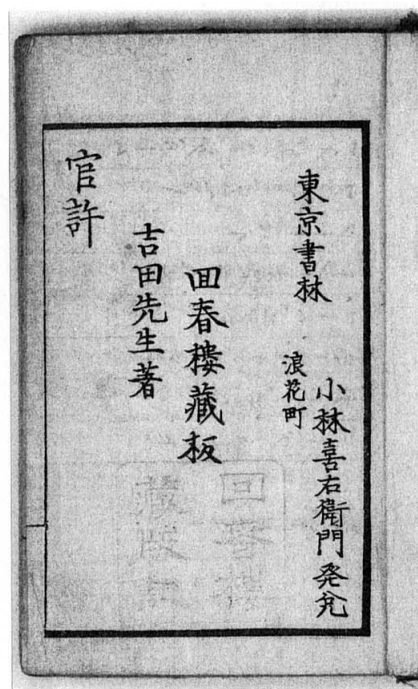 東京書林
浪花町
小林喜右衛門発兌
回春樓藏板
吉田先生著
官許